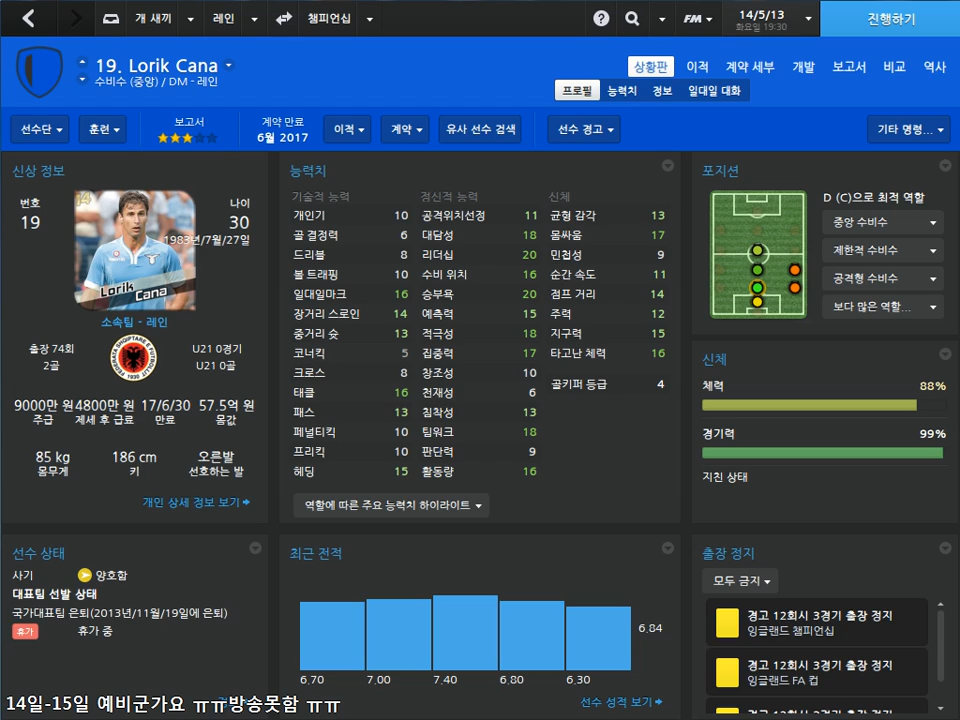 개 새끼 레인 챔피언십 FM 14/5/13 진행하기
화요일 19:30
19. Lorik Cana
수비수 (중앙) / DM - 레인
상황판 이적 계약 세부 개발 보고서 비교 역사
프로필 능력치 정보 일대일 대화
선수단 훈련 보고서 계약 만료 6월 2017 이적 계약 유사 선수 검색 선수 경고 기타 명령...
신상 정보
번호
19
나이
30
1983년/7월/27일
14
Lorik
Cana
소속팀 - 레인
출장 74회
2골
FEDERATA SHQIPTARE E FUTBOLLIT
1930
U21 0경기
U21 0골
9000만 원 4800만 원 17/6/30 57.5억 원
주급 제세 후 급료 만료 몸값
85 kg 186 cm 오른발
몸무게 키 선호하는 발
개인 상세 정보 보기
능력치
기술적 능력 정신적 능력 신체
개인기 10 공격위치선정 11 균형 감각 13
골 결정력 6 대담성 18 몸싸움 17
드리블 8 리더십 20 민첩성 9
볼 트래핑 10 수비 위치 16 순간 속도 11
일대일마크 16 승부욕 20 점프 거리 14
장거리 스로인 14 예측력 15 주력 12
중거리 슛 13 적극성 18 지구력 15
코너킥 5 집중력 17 타고난 체력 16
크로스 8 창조성 10
태클 16 천재성 6 골키퍼 등급 4
패스 13 침착성 13
페널티킥 10 팀워크 18
프리킥 10 판단력 9
헤딩 15 활동량 16
역할에 따른 주요 능력치 하이라이트
포지션
D (C)으로 최적 역할
중앙 수비수
제한적 수비수
공격형 수비수
보다 많은 역할...
신체
체력 88%
경기력 99%
지친 상태
선수 상태
사기 양호함
대표팀 선발 상태
국가대표팀 은퇴(2013년/11월/19일에 은퇴)
휴가 휴가 중
최근 전적
6.84
6.70 7.00 7.40 6.80 6.30
선수 성적 보기
출장 정지
모두 금지
경고 12회시 3경기 출장 정지
잉글랜드 챔피언십
경고 12회시 3경기 출장 정지
잉글랜드 FA 컵
14일-15일 예비군가요 ㅠㅠ방송못함 ㅠㅠ